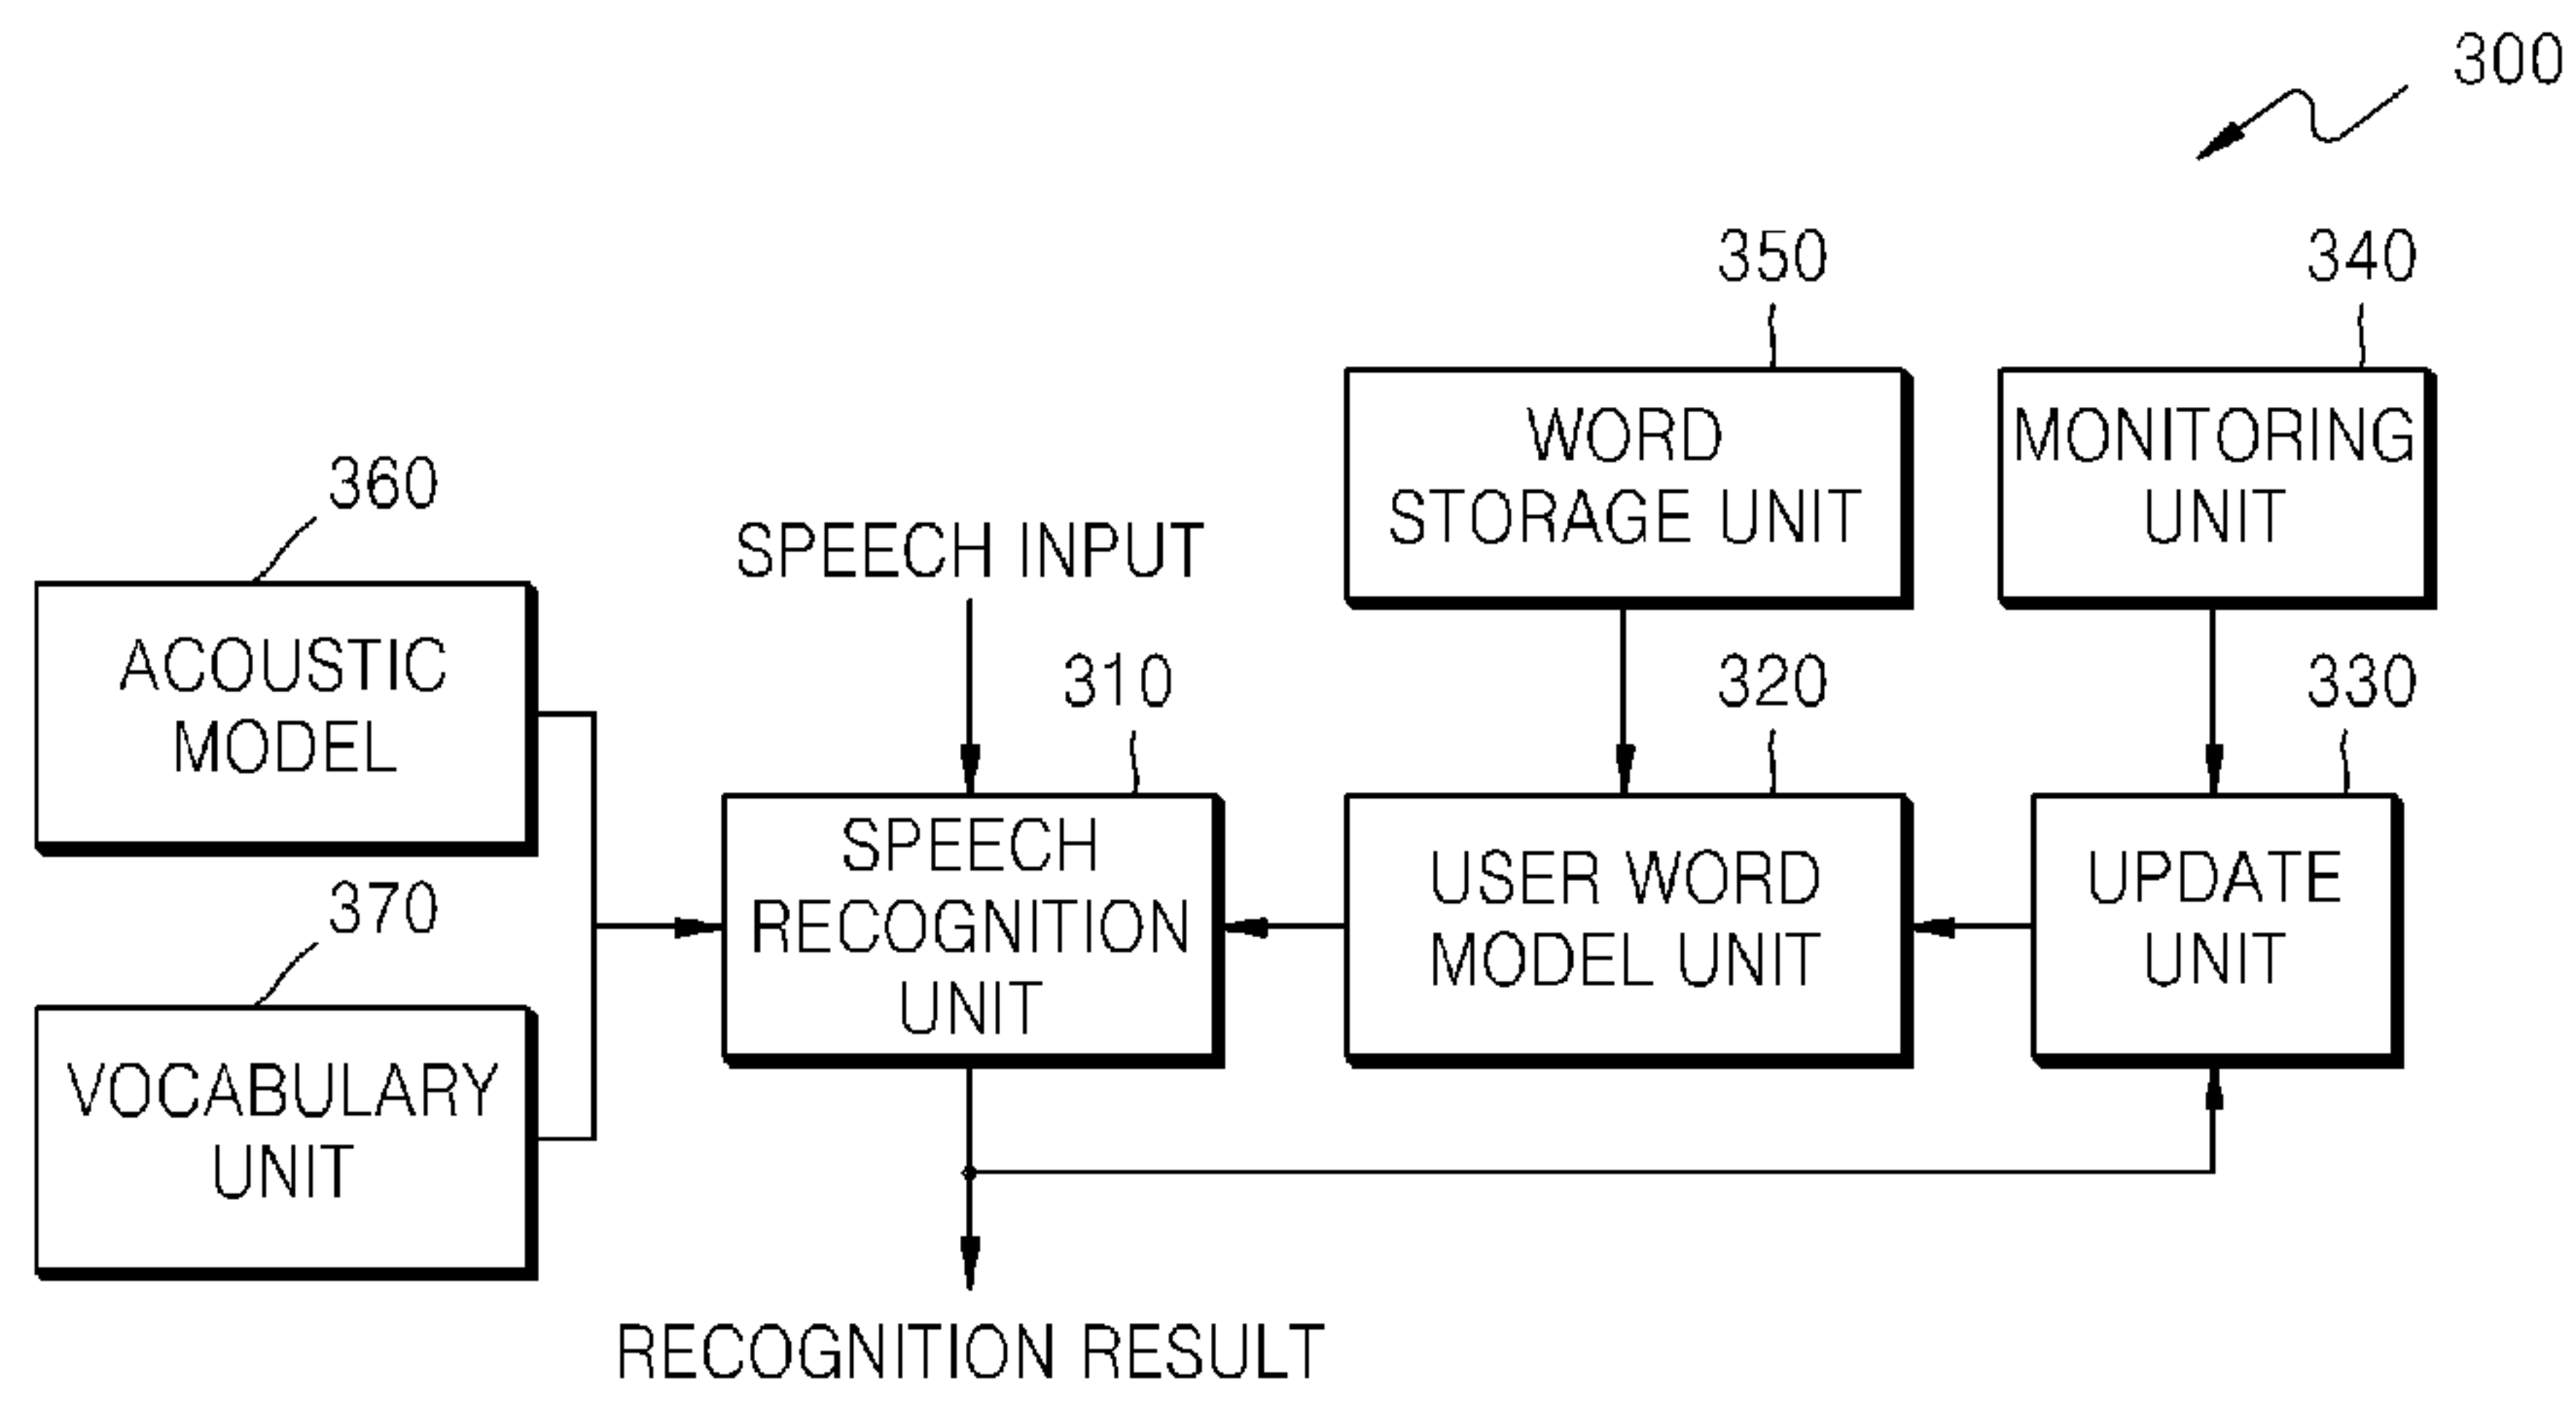 300
350
340
WORD
STORAGE UNIT
MONITORING
UNIT
360
ACOUSTIC
MODEL
SPEECH INPUT
310
320
330
370
VOCABULARY
UNIT
SPEECH
RECOGNITION
UNIT
USER WORD
MODEL UNIT
UPDATE
UNIT
RECOGNITION RESULT